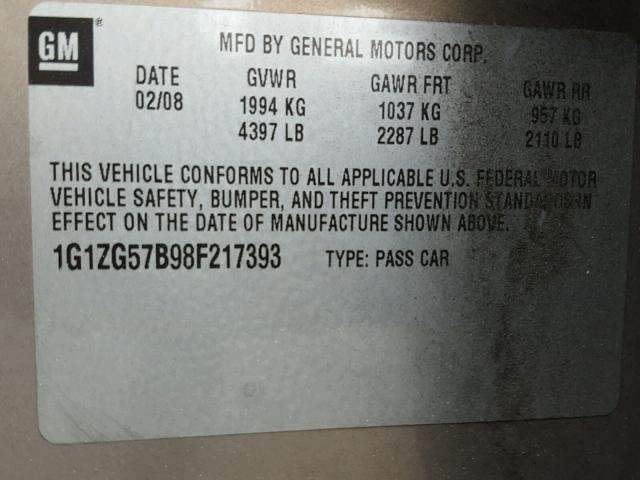 GM ®
MFD BY GENERAL MOTORS CORP.
DATE GVWR GAWR FRT GAWR RR
02/08 1994 KG 1037 KG 957 KG
4397 LB 2287 LB 2110 LB
THIS VEHICLE CONFORMS TO ALL APPLICABLE U.S. FEDERAL MOTOR
VEHICLE SAFETY, BUMPER, AND THEFT PREVENTION STANDARDS IN
EFFECT ON THE DATE OF MANUFACTURE SHOWN ABOVE.
1G1ZG57B98F217393 TYPE: PASS CAR